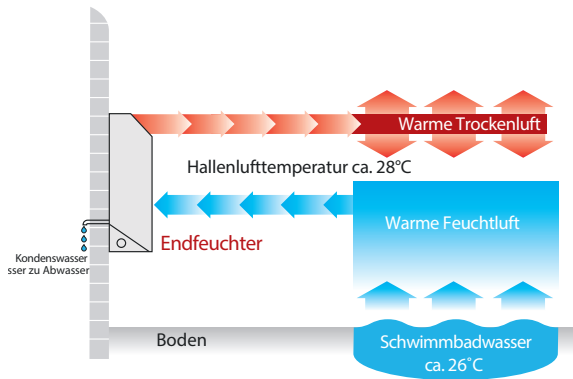 Warme Trockenluft
Hallenlufttemperatur ca. 28°C
Warme Feuchtluft
Endfeuchter
Kondenswasser
sser zu Abwasser
Boden
Schwimmbadwasser
ca. 26°C